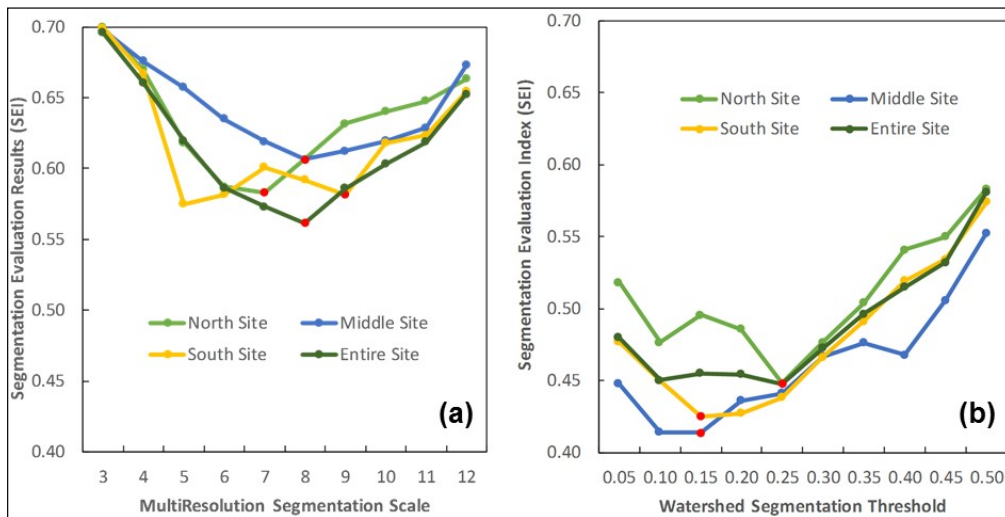 Segmentation Evaluation Results (SEI)
0.70
0.65
0.60
0.55
0.50
0.45
0.40
North Site
Middle Site
South Site
Entire Site
(a)
3 4 5 6 7 8 9 10 11 12
MultiResolution Segmentation Scale
Segmentation Evaluation Index (SEI)
0.70
0.65
0.60
0.55
0.50
0.45
0.40
North Site
Middle Site
South Site
Entire Site
(b)
0.05 0.10 0.15 0.20 0.25 0.30 0.35 0.40 0.45 0.50
Watershed Segmentation Threshold